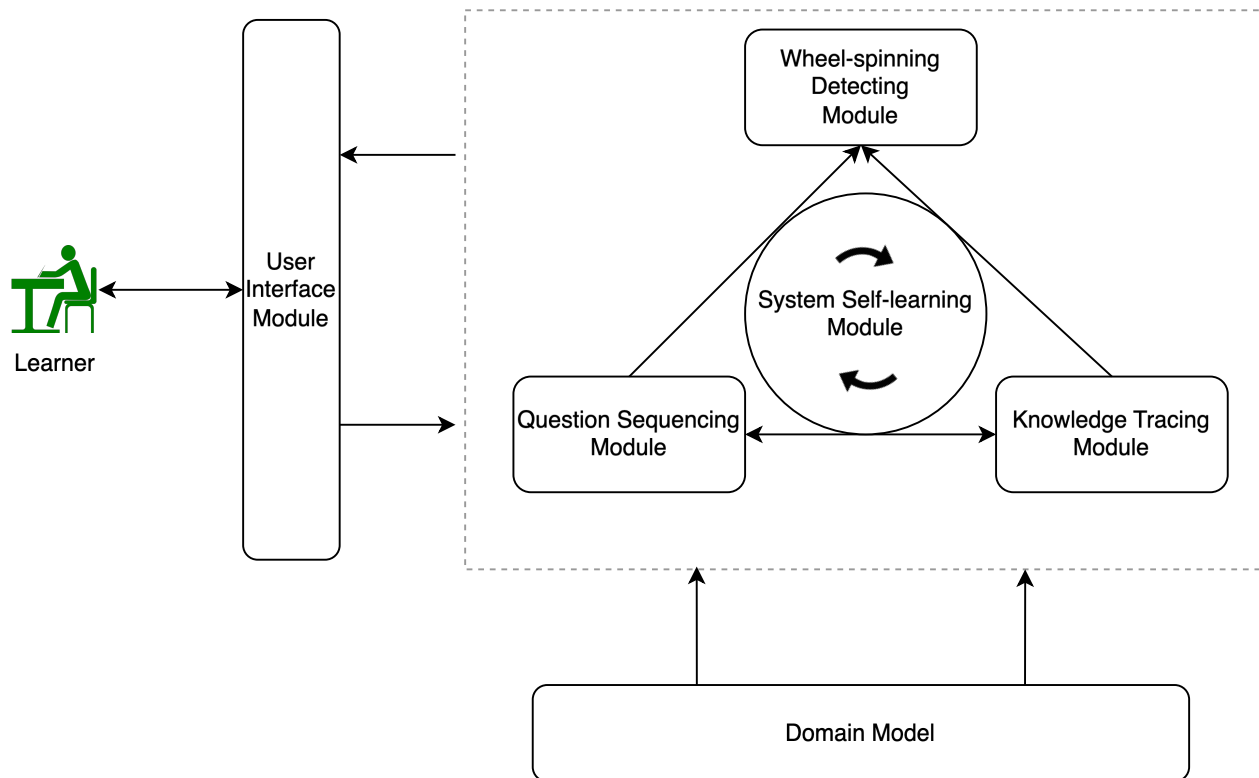 Wheel-spinning
Detecting
Module
User
Interface
Module
System Self-learning
Module
Learner
Question Sequencing
Module
Knowledge Tracing
Module
Domain Model